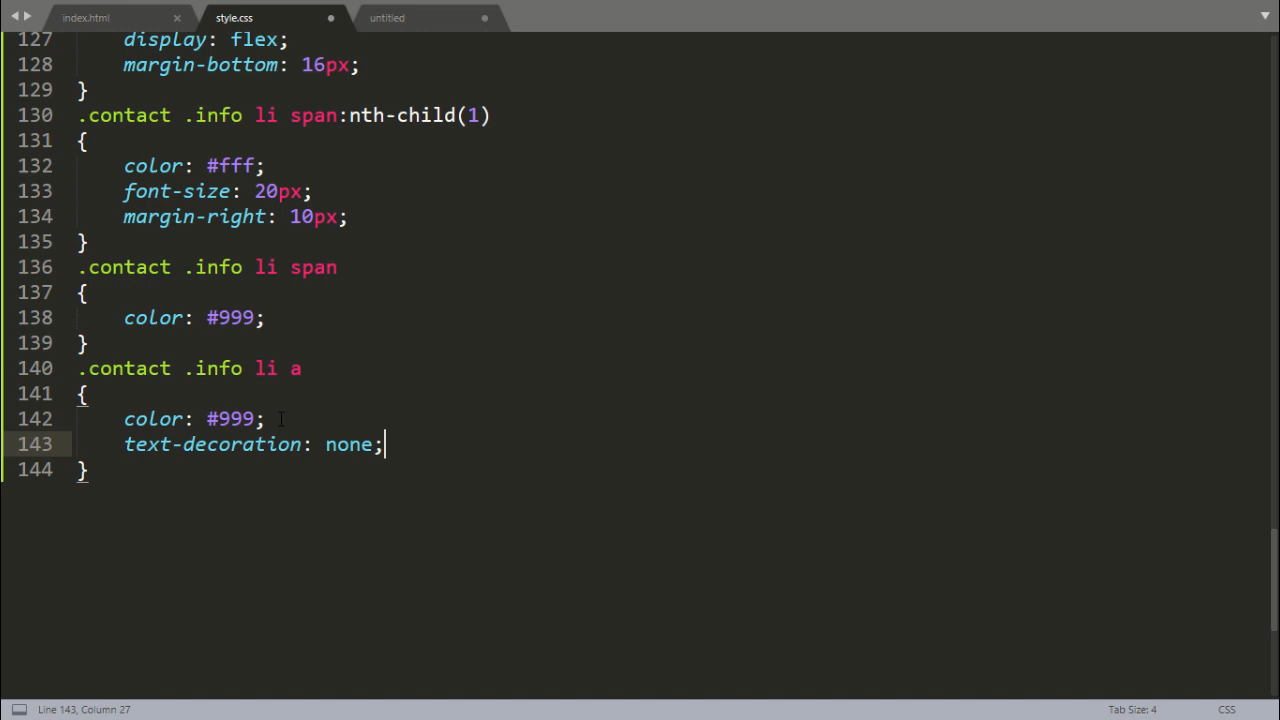 index.html
style.css
untitled
127 display: flex;
128 margin-bottom: 16px;
129 }
130 .contact .info li span:nth-child(1)
131 {
132 color: #fff;
133 font-size: 20px;
134 margin-right: 10px;
135 }
136 .contact .info li span
137 {
138 color: #999;
139 }
140 .contact .info li a
141 {
142 color: #999;
143 text-decoration: none;
144 }
Line 143, Column 27
Tab Size: 4
CSS